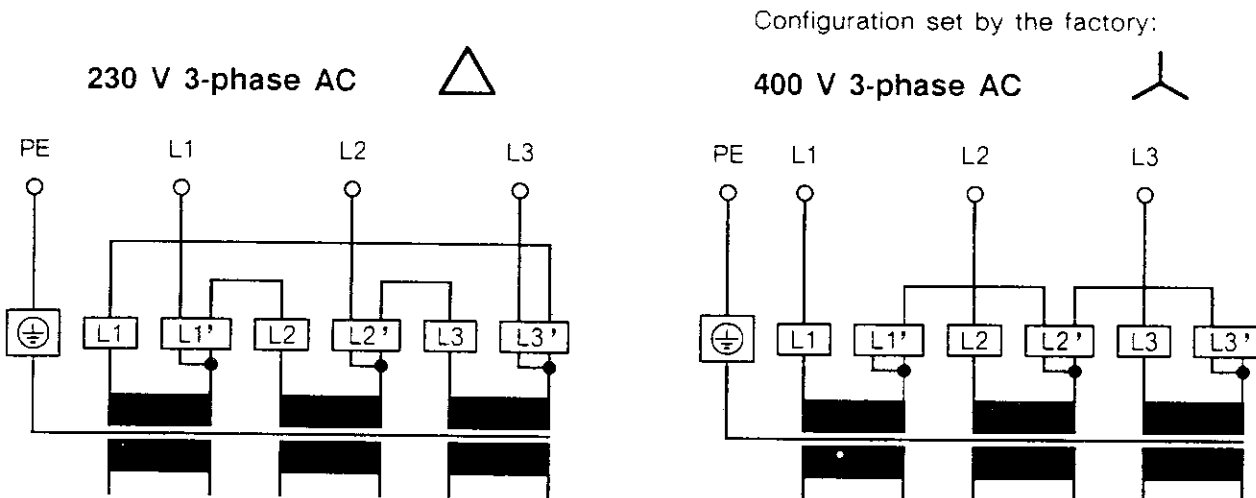 Configuration set by the factory:
230 V 3-phase AC
400 V 3-phase AC
PE L1 L2 L3
PE L1 L2 L3
L1 L1' L2 L2' L3 L3'
L1 L1' L2 L2' L3 L3'